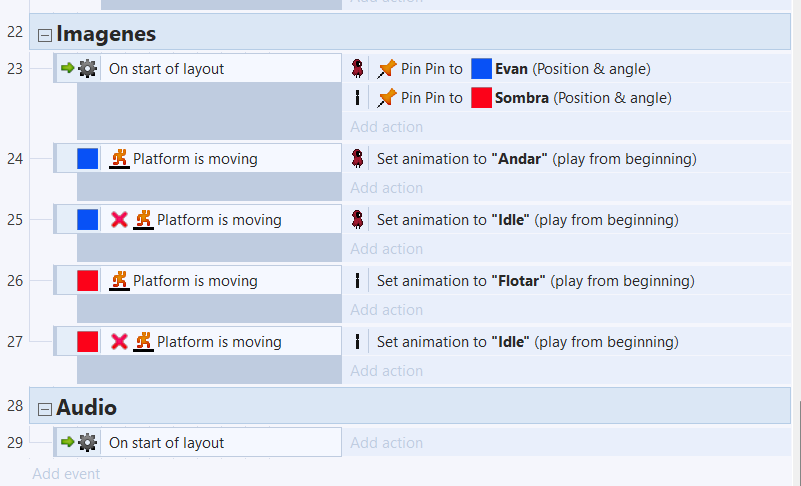 Add action
22 Imagenes
23 On start of layout Pin Pin to Evan (Position & angle)
Pin Pin to Sombra (Position & angle)
Add action
24 Platform is moving Set animation to "Andar" (play from beginning)
Add action
25 Platform is moving Set animation to "Idle" (play from beginning)
Add action
26 Platform is moving Set animation to "Flotar" (play from beginning)
Add action
27 Platform is moving Set animation to "Idle" (play from beginning)
Add action
28 Audio
29 On start of layout Add action
Add event